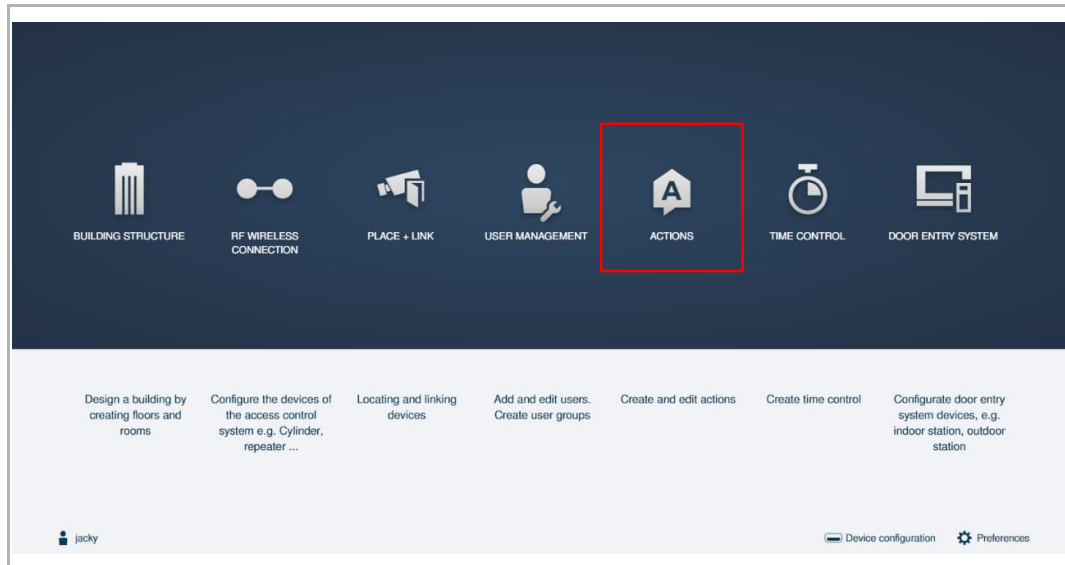 A
BUILDING STRUCTURE
RF WIRELESS
CONNECTION
PLACE + LINK
USER MANAGEMENT
ACTIONS
TIME CONTROL
DOOR ENTRY SYSTEM
Design a building by
creating floors and
rooms
Configure the devices of
the access control
system e.g. Cylinder,
repeater ...
Locating and linking
devices
Add and edit users.
Create user groups
Create and edit actions
Create time control
Configurate door entry
system devices, e.g.
indoor station, outdoor
station
jacky
Device configuration
Preferences